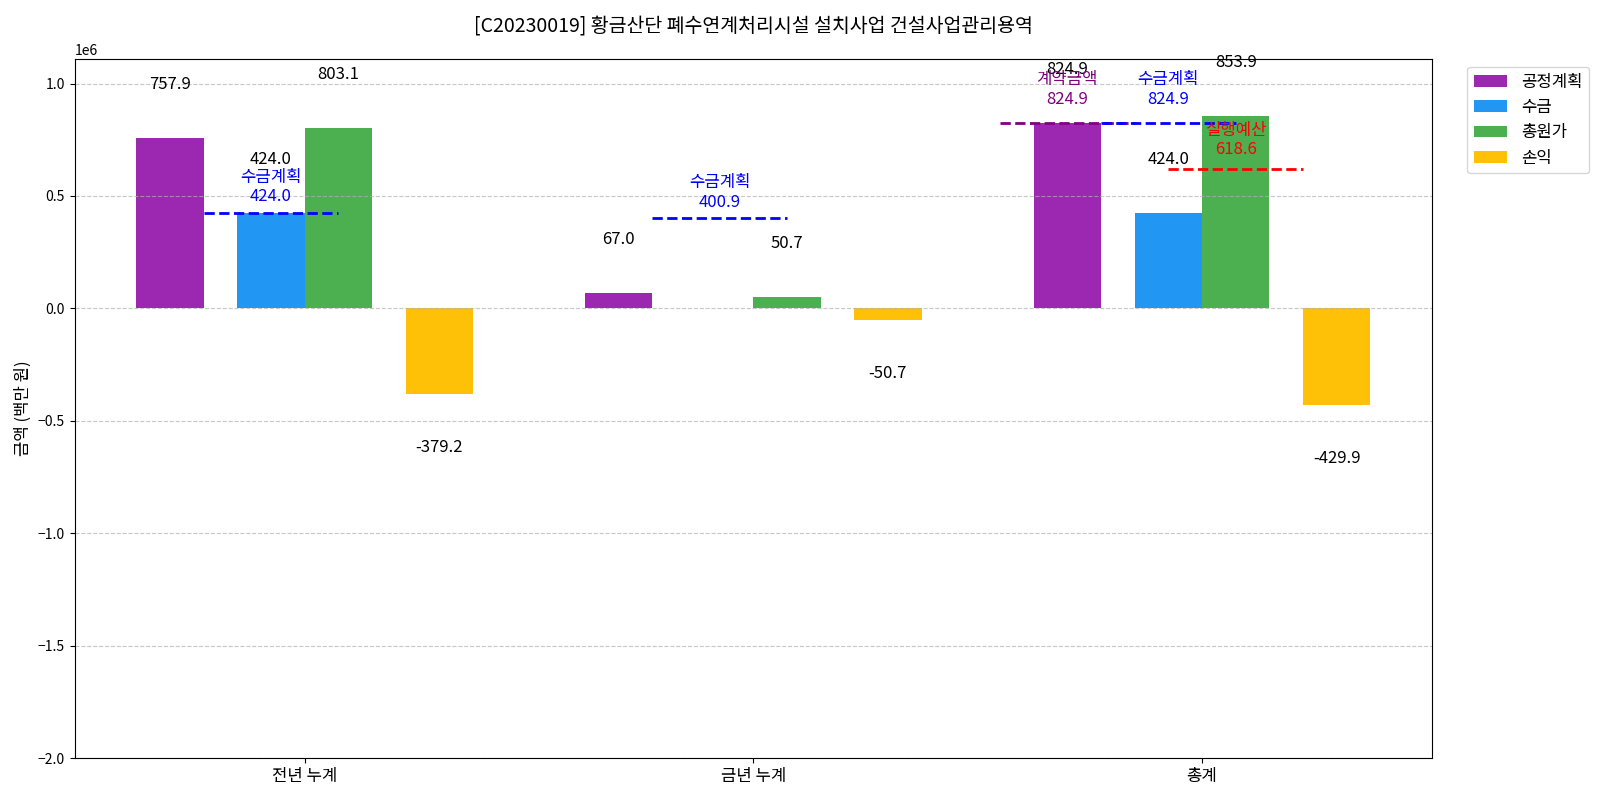 [C20230019] 황금산단 폐수연계처리시설 설치사업 건설사업관리용역
1e6
757.9
803.1
424.0
수금계획
424.0
-379.2
67.0
수금계획
400.9
50.7
-50.7
824.9
계약금액
824.9
수금계획
824.9
853.9
424.0
실행예산
618.6
-429.9
공정계획
수금
총원가
손익
금액 (백만 원)
1.0
0.5
0.0
−0.5
−1.0
−1.5
−2.0
전년 누계
금년 누계
총계